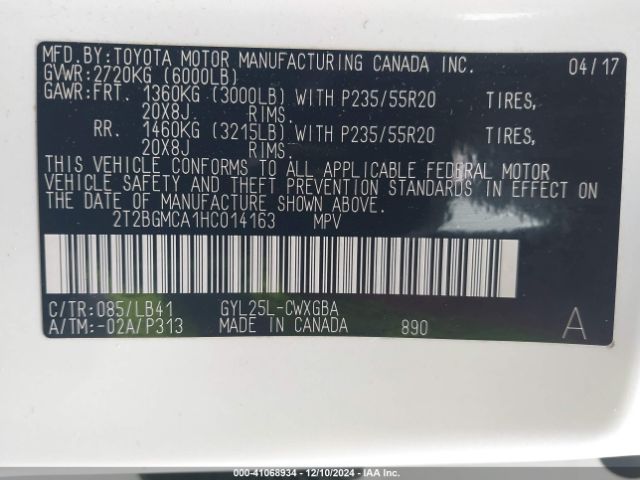 MFD.BY:TOYOTA MOTOR MANUFACTURING CANADA INC. 04/17
GVWR:2720KG (6000LB)
GAWR:FRT. 1360KG (3000LB) WITH P235/55R20 TIRES,
20X8J RIMS.
RR. 1460KG (3215LB) WITH P235/55R20 TIRES,
20X8J RIMS.
THIS VEHICLE CONFORMS TO ALL APPLICABLE FEDERAL MOTOR
VEHICLE SAFETY AND THEFT PREVENTION STANDARDS IN EFFECT ON
THE DATE OF MANUFACTURE SHOWN ABOVE.
2T2BGMCA1HC014163 MPV
C/TR:085/LB41 GYL25L-CWXGBA
A/TM:-02A/P313 MADE IN CANADA 890 A
000-41068934 - 12/10/2024 - IAA Inc.